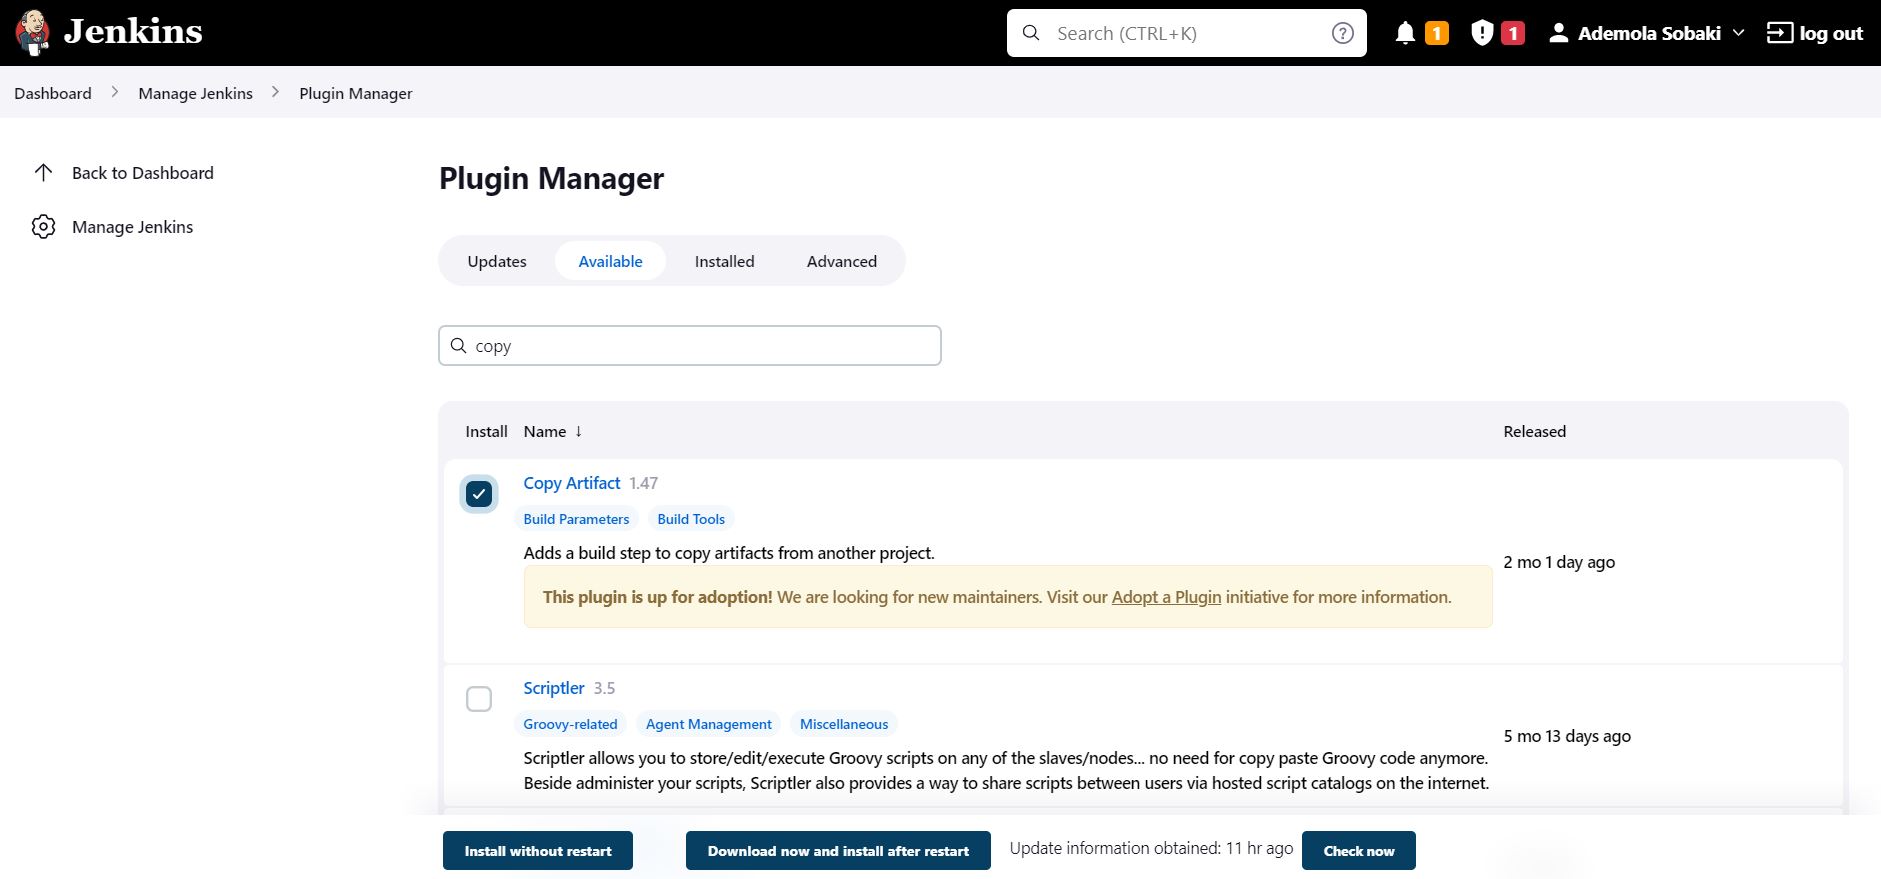 Jenkins
Search (CTRL+K)
1
1
Ademola Sobaki
log out
Dashboard
Manage Jenkins
Plugin Manager
Back to Dashboard
Manage Jenkins
Plugin Manager
Updates
Available
Installed
Advanced
copy
Install Name ↓ Released
Copy Artifact 1.47
Build Parameters Build Tools
Adds a build step to copy artifacts from another project.
2 mo 1 day ago
This plugin is up for adoption! We are looking for new maintainers. Visit our Adopt a Plugin initiative for more information.
Scriptler 3.5
Groovy-related Agent Management Miscellaneous
5 mo 13 days ago
Scriptler allows you to store/edit/execute Groovy scripts on any of the slaves/nodes... no need for copy paste Groovy code anymore.
Beside administer your scripts, Scriptler also provides a way to share scripts between users via hosted script catalogs on the internet.
Install without restart
Download now and install after restart
Update information obtained: 11 hr ago
Check now